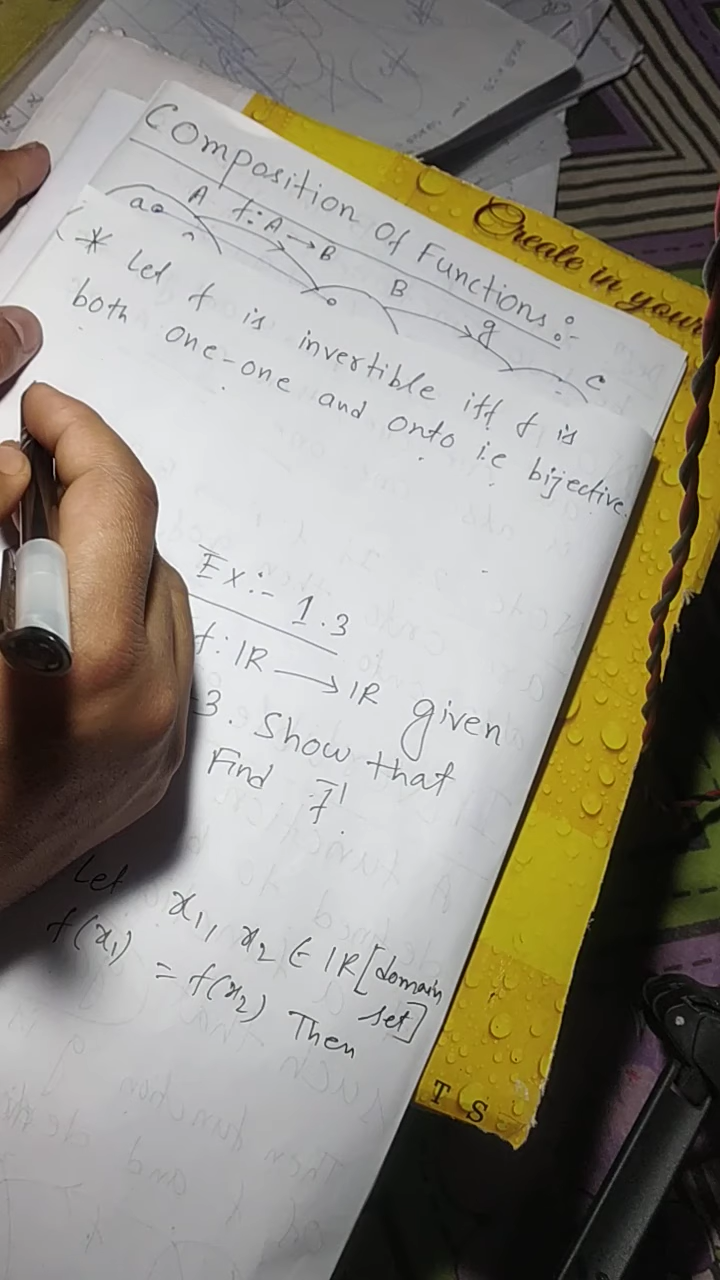 Composition Of Functions :-
A f: A → B B g C
a
(* Let f is invertible iff f is
both one-one and onto i.e bijective.
Ex:- 1.3
f: IR → IR given
3. Show that
Find f⁻¹
Let x₁, x₂ ∈ IR [domain
set]
f(x₁) = f(x₂) Then
Create in your
T S